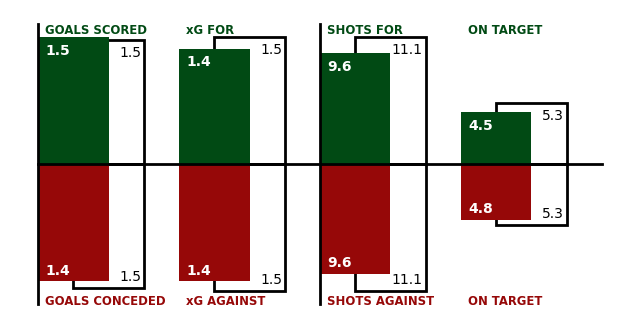 GOALS SCORED xG FOR SHOTS FOR ON TARGET
1.5 1.5 1.4 1.5 9.6 11.1 4.5 5.3
1.4 1.5 1.4 1.5 9.6 11.1 4.8 5.3
GOALS CONCEDED xG AGAINST SHOTS AGAINST ON TARGET